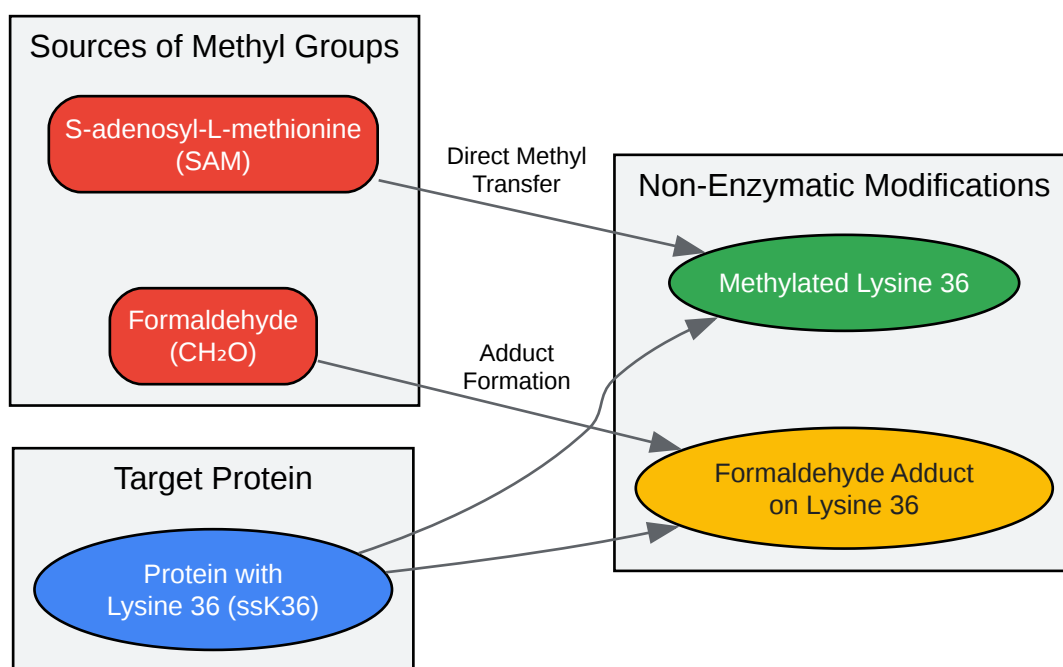 Sources of Methyl Groups
S-adenosyl-L-methionine
(SAM)
Formaldehyde
(CH₂O)
Direct Methyl
Transfer
Adduct
Formation
Non-Enzymatic Modifications
Methylated Lysine 36
Formaldehyde Adduct
on Lysine 36
Target Protein
Protein with
Lysine 36 (ssK36)